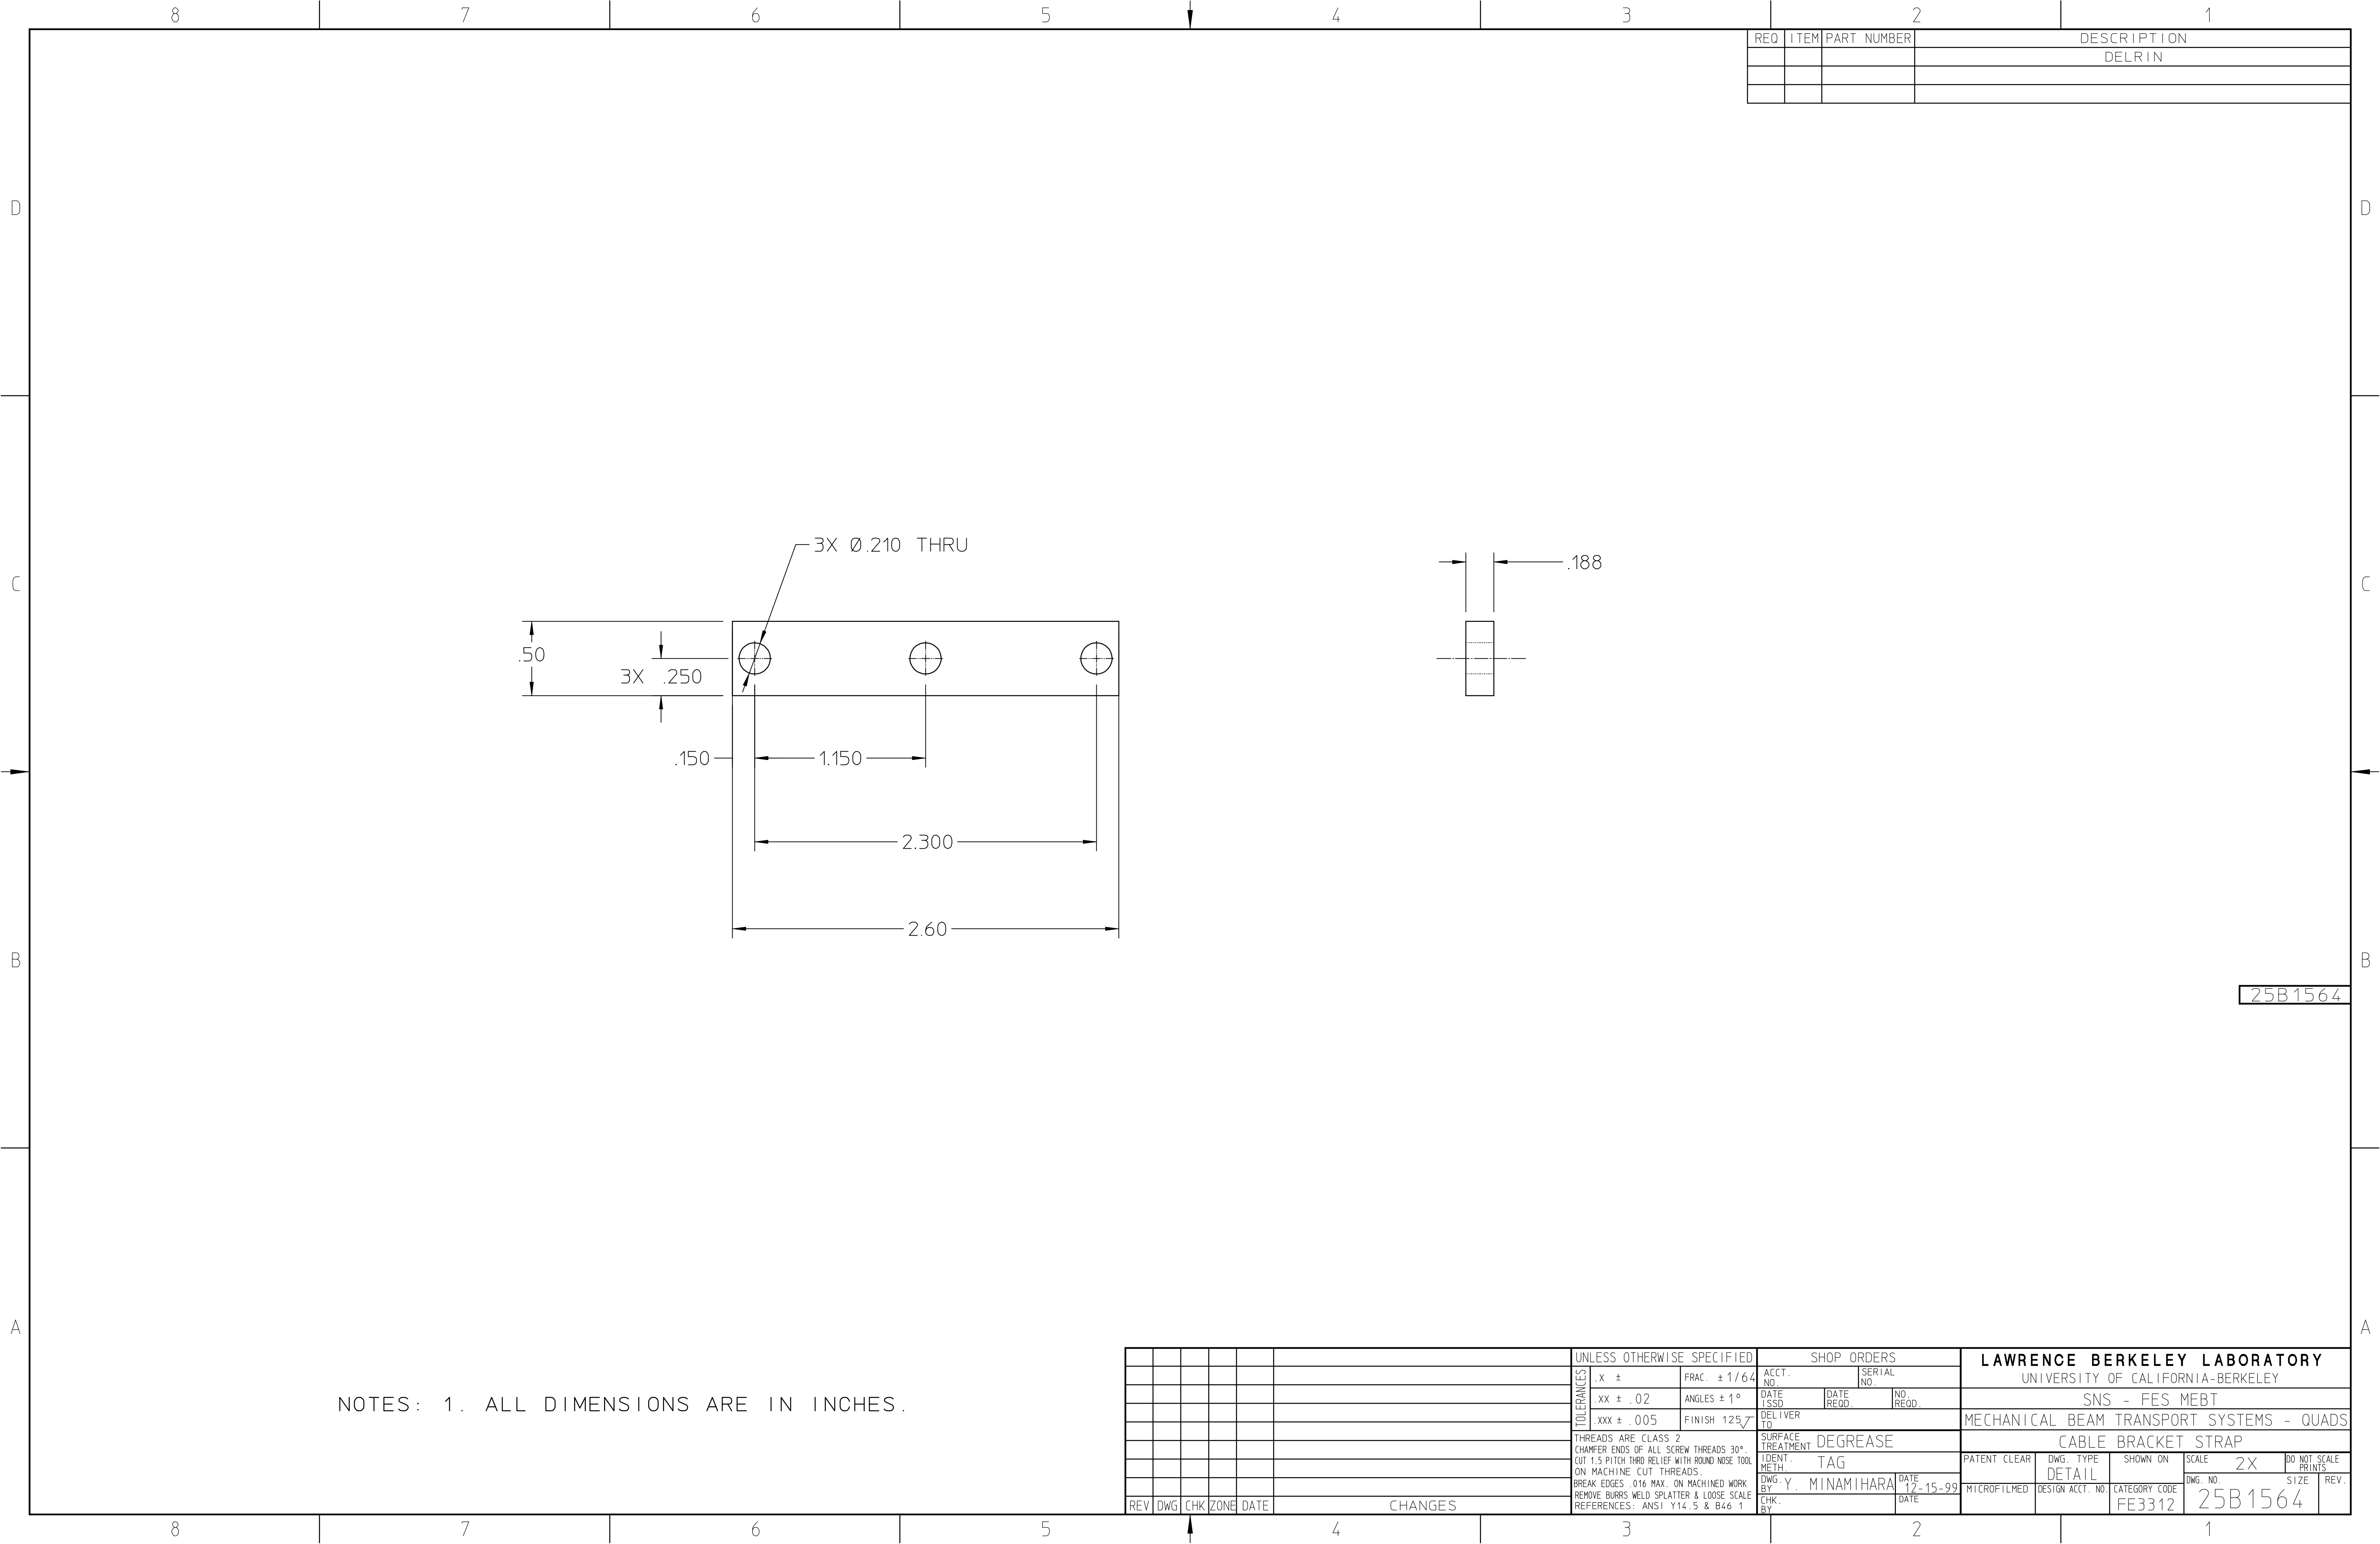 8 7 6 5 4 3 2 1
REQ ITEM PART NUMBER DESCRIPTION
DELRIN
D D
3X Ø.210 THRU
.188
C C
.50
3X .250
.150 1.150
2.300
2.60
B B
25B1564
A A
NOTES: 1. ALL DIMENSIONS ARE IN INCHES.
REV DWG CHK ZONE DATE CHANGES
UNLESS OTHERWISE SPECIFIED
TOLERANCES
.X ± FRAC. ±1/64
.XX ± .02 ANGLES ±1°
.XXX ± .005 FINISH 125
THREADS ARE CLASS 2
CHAMFER ENDS OF ALL SCREW THREADS 30°.
CUT 1.5 PITCH THRD RELIEF WITH ROUND NOSE TOOL
ON MACHINE CUT THREADS.
BREAK EDGES .016 MAX. ON MACHINED WORK
REMOVE BURRS WELD SPLATTER & LOOSE SCALE
REFERENCES: ANSI Y14.5 & B46 1
SHOP ORDERS
ACCT. NO. SERIAL NO.
DATE ISSD DATE REQD. NO. REQD.
DELIVER TO
SURFACE TREATMENT DEGREASE
IDENT. METH. TAG
DWG. BY Y. MINAMIHARA DATE 12-15-99
CHK. BY DATE
LAWRENCE BERKELEY LABORATORY
UNIVERSITY OF CALIFORNIA-BERKELEY
SNS - FES MEBT
MECHANICAL BEAM TRANSPORT SYSTEMS - QUADS
CABLE BRACKET STRAP
PATENT CLEAR DWG. TYPE DETAIL SHOWN ON SCALE 2X DO NOT SCALE PRINTS
MICROFILMED DESIGN ACCT. NO. CATEGORY CODE FE3312 DWG. NO. 25B1564 SIZE REV.
8 7 6 5 4 3 2 1